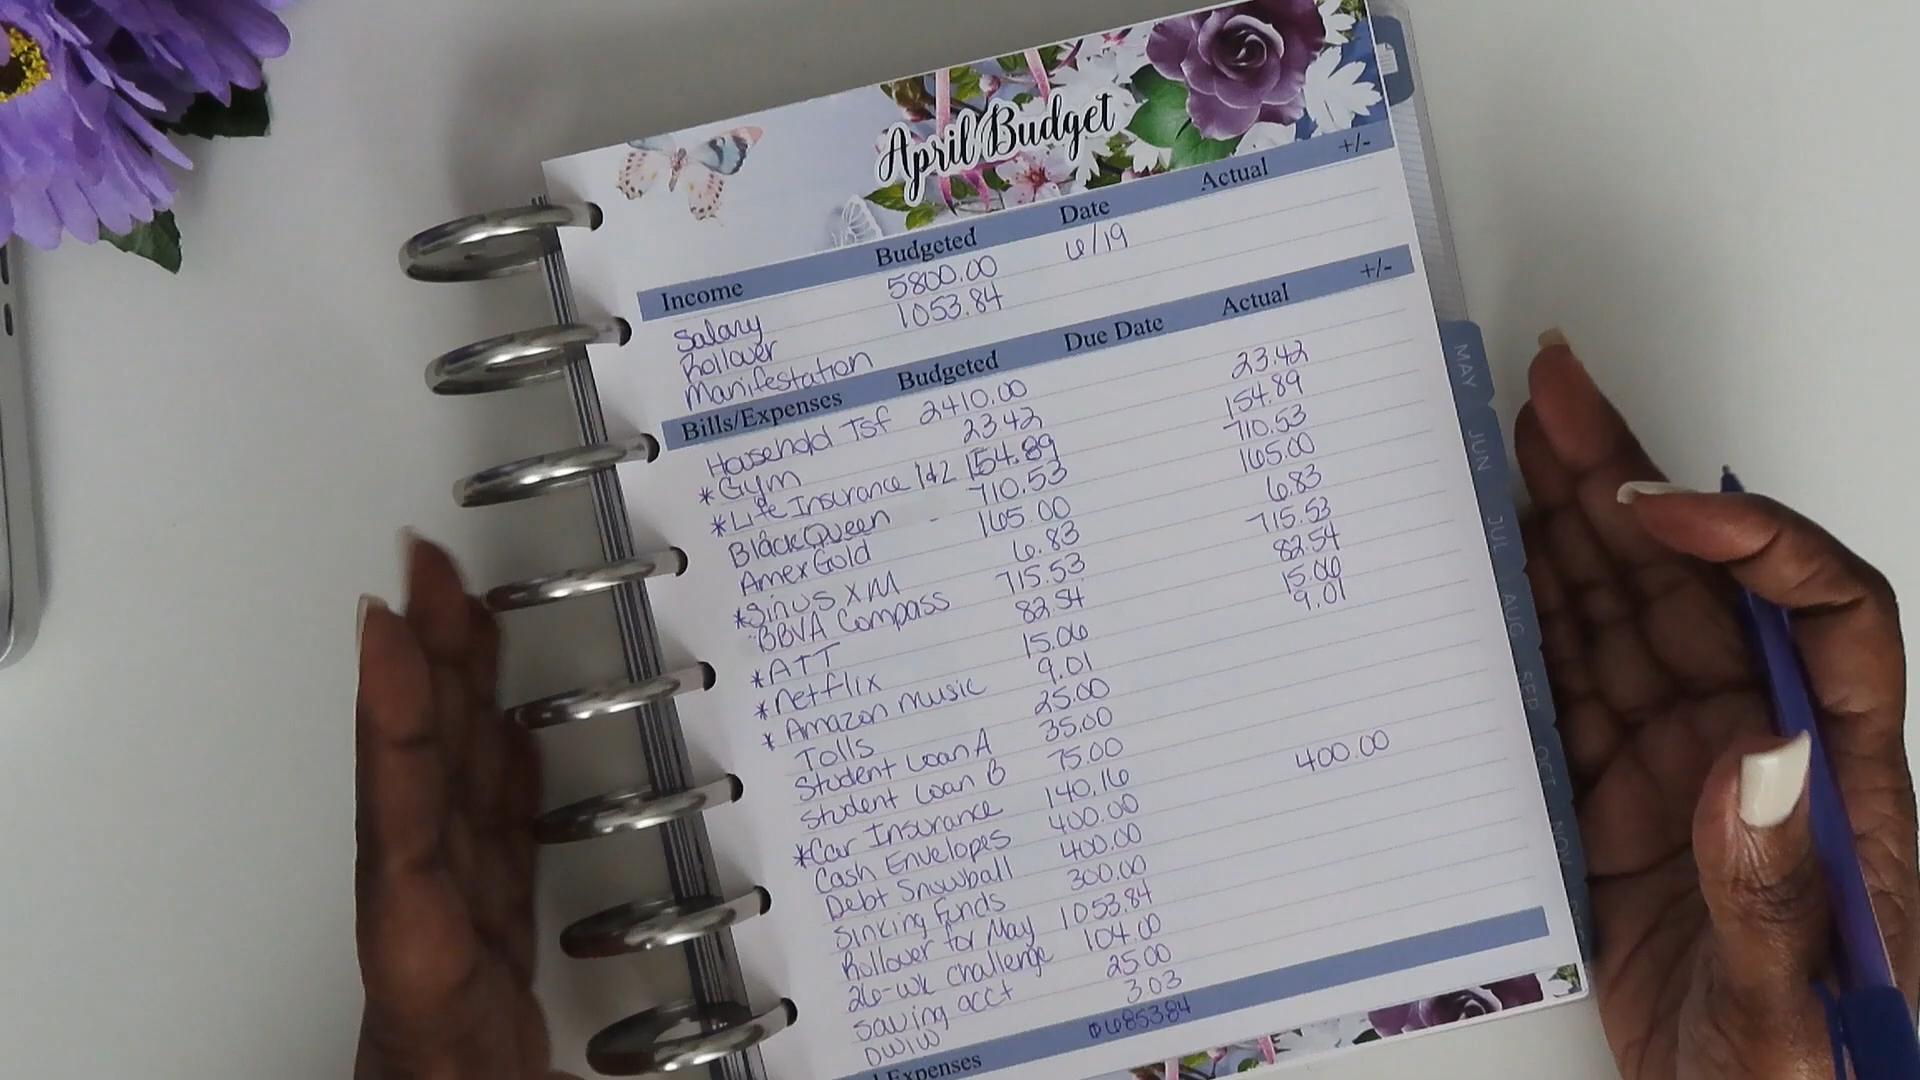 April Budget
Income Budgeted Date Actual +/-
Salary 5800.00 6/19
Rollover 1053.84
Manifestation
Bills/Expenses Budgeted Due Date Actual +/-
Household Tsf 2410.00
*Gym 23.42 23.42
*Life Insurance 1&2 154.89 154.89
Black Queen - 710.53 710.53
Amex Gold 165.00 165.00
*Sirius XM 6.83 6.83
BBVA Compass 715.53 715.53
*ATT 82.54 82.54
*Netflix 15.06 15.06
* Amazon music 9.01 9.01
Tolls 25.00
Student Loan A 35.00
Student Loan B 75.00
*Car Insurance 140.16
Cash Envelopes 400.00 400.00
Debt Snowball 400.00
Sinking Funds 300.00
Rollover for May 1053.84
26-wk challenge 104.00
Saving acct 25.00
DWIW 3.03
Expenses 6853.84
MAY
JUN
JUL
AUG
SEP
OCT
NOV